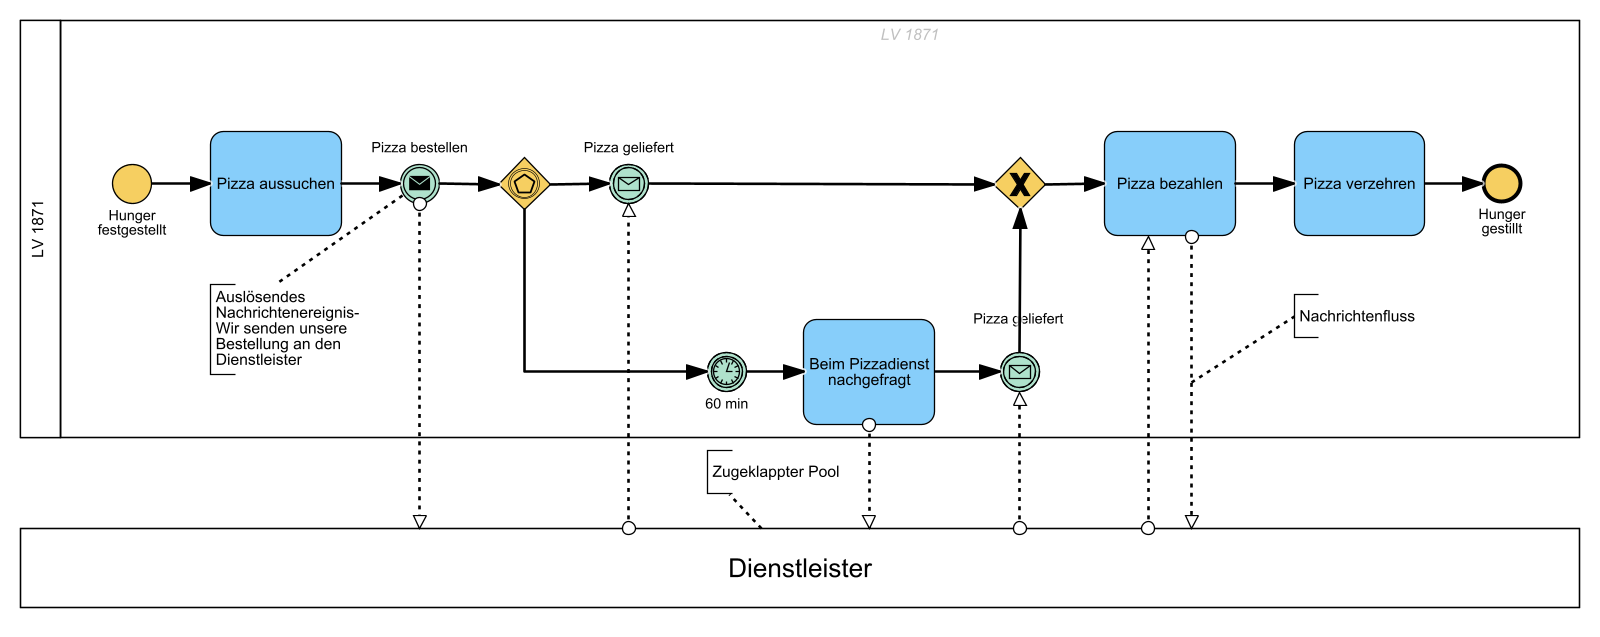 LV 1871
LV 1871
Pizza bestellen
Pizza geliefert
Pizza aussuchen
Pizza bezahlen
Pizza verzehren
Hunger
festgestellt
Hunger
gestillt
Auslösendes
Nachrichtenereignis-
Wir senden unsere
Bestellung an den
Dienstleister
Pizza geliefert
Nachrichtenfluss
Beim Pizzadienst
nachgefragt
60 min
Zugeklappter Pool
Dienstleister